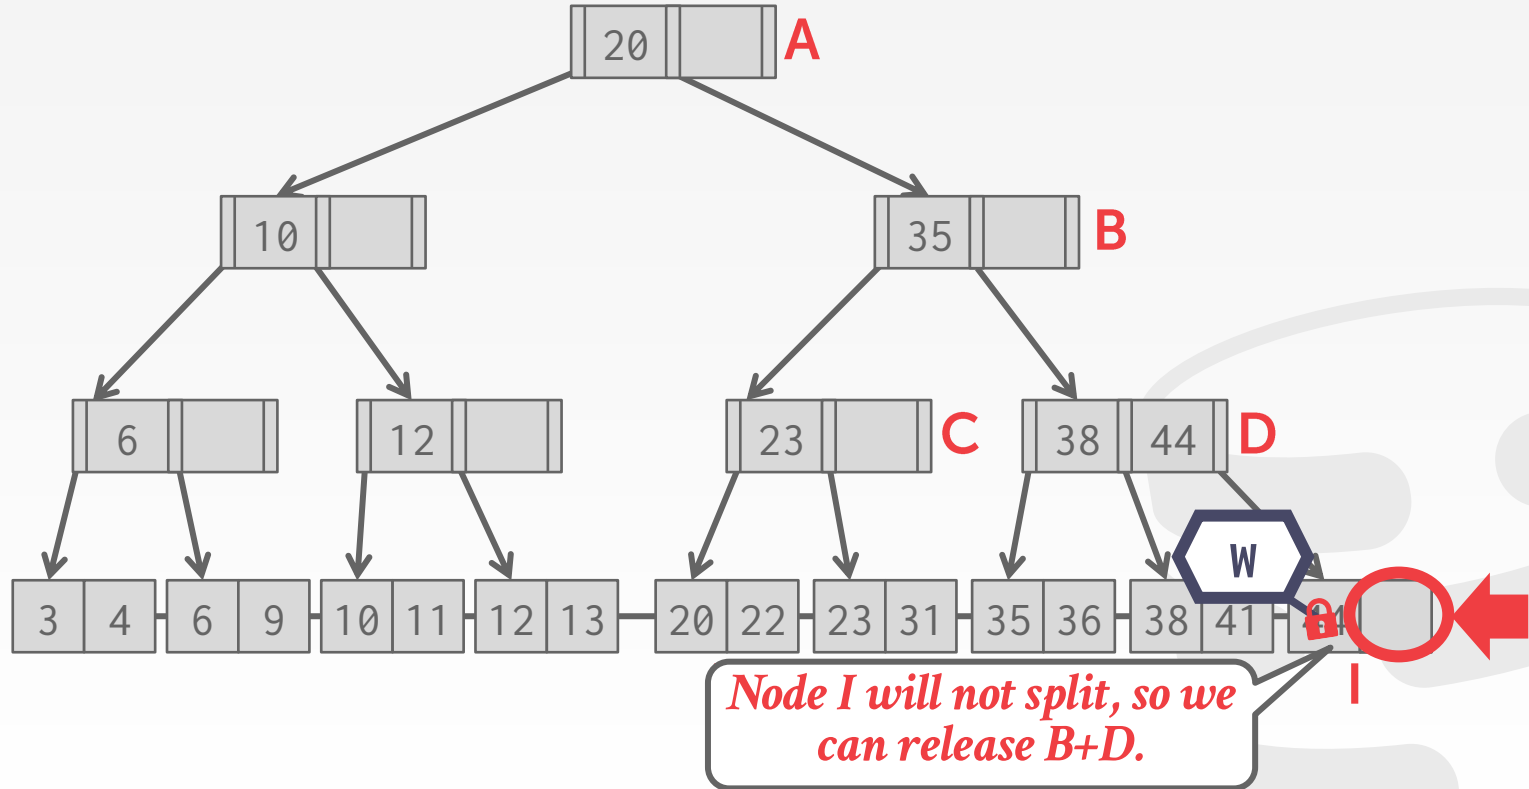 20 A
10 35 B
6 12 23 C 38 44 D
W
3 4 6 9 10 11 12 13 20 22 23 31 35 36 38 41 44
I
Node I will not split, so we
can release B+D.